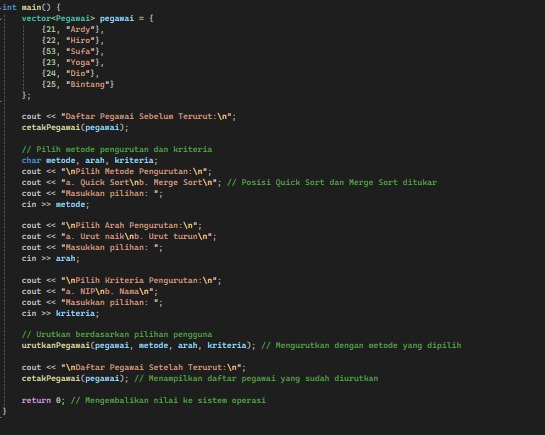 int main() {
    vector<Pegawai> pegawai = {
        {21, "Ardy"},
        {22, "Hiro"},
        {53, "Sufa"},
        {23, "Yoga"},
        {24, "Dio"},
        {25, "Bintang"}
    };

    cout << "Daftar Pegawai Sebelum Terurut:\n";
    cetakPegawai(pegawai);

    // Pilih metode pengurutan dan kriteria
    char metode, arah, kriteria;
    cout << "\nPilih Metode Pengurutan:\n";
    cout << "a. Quick Sort\nb. Merge Sort\n"; // Posisi Quick Sort dan Merge Sort ditukar
    cout << "Masukkan pilihan: ";
    cin >> metode;

    cout << "\nPilih Arah Pengurutan:\n";
    cout << "a. Urut naik\nb. Urut turun\n";
    cout << "Masukkan pilihan: ";
    cin >> arah;

    cout << "\nPilih Kriteria Pengurutan:\n";
    cout << "a. NIP\nb. Nama\n";
    cout << "Masukkan pilihan: ";
    cin >> kriteria;

    // Urutkan berdasarkan pilihan pengguna
    urutkanPegawai(pegawai, metode, arah, kriteria); // Mengurutkan dengan metode yang dipilih

    cout << "\nDaftar Pegawai Setelah Terurut:\n";
    cetakPegawai(pegawai); // Menampilkan daftar pegawai yang sudah diurutkan

    return 0; // Mengembalikan nilai ke sistem operasi
}